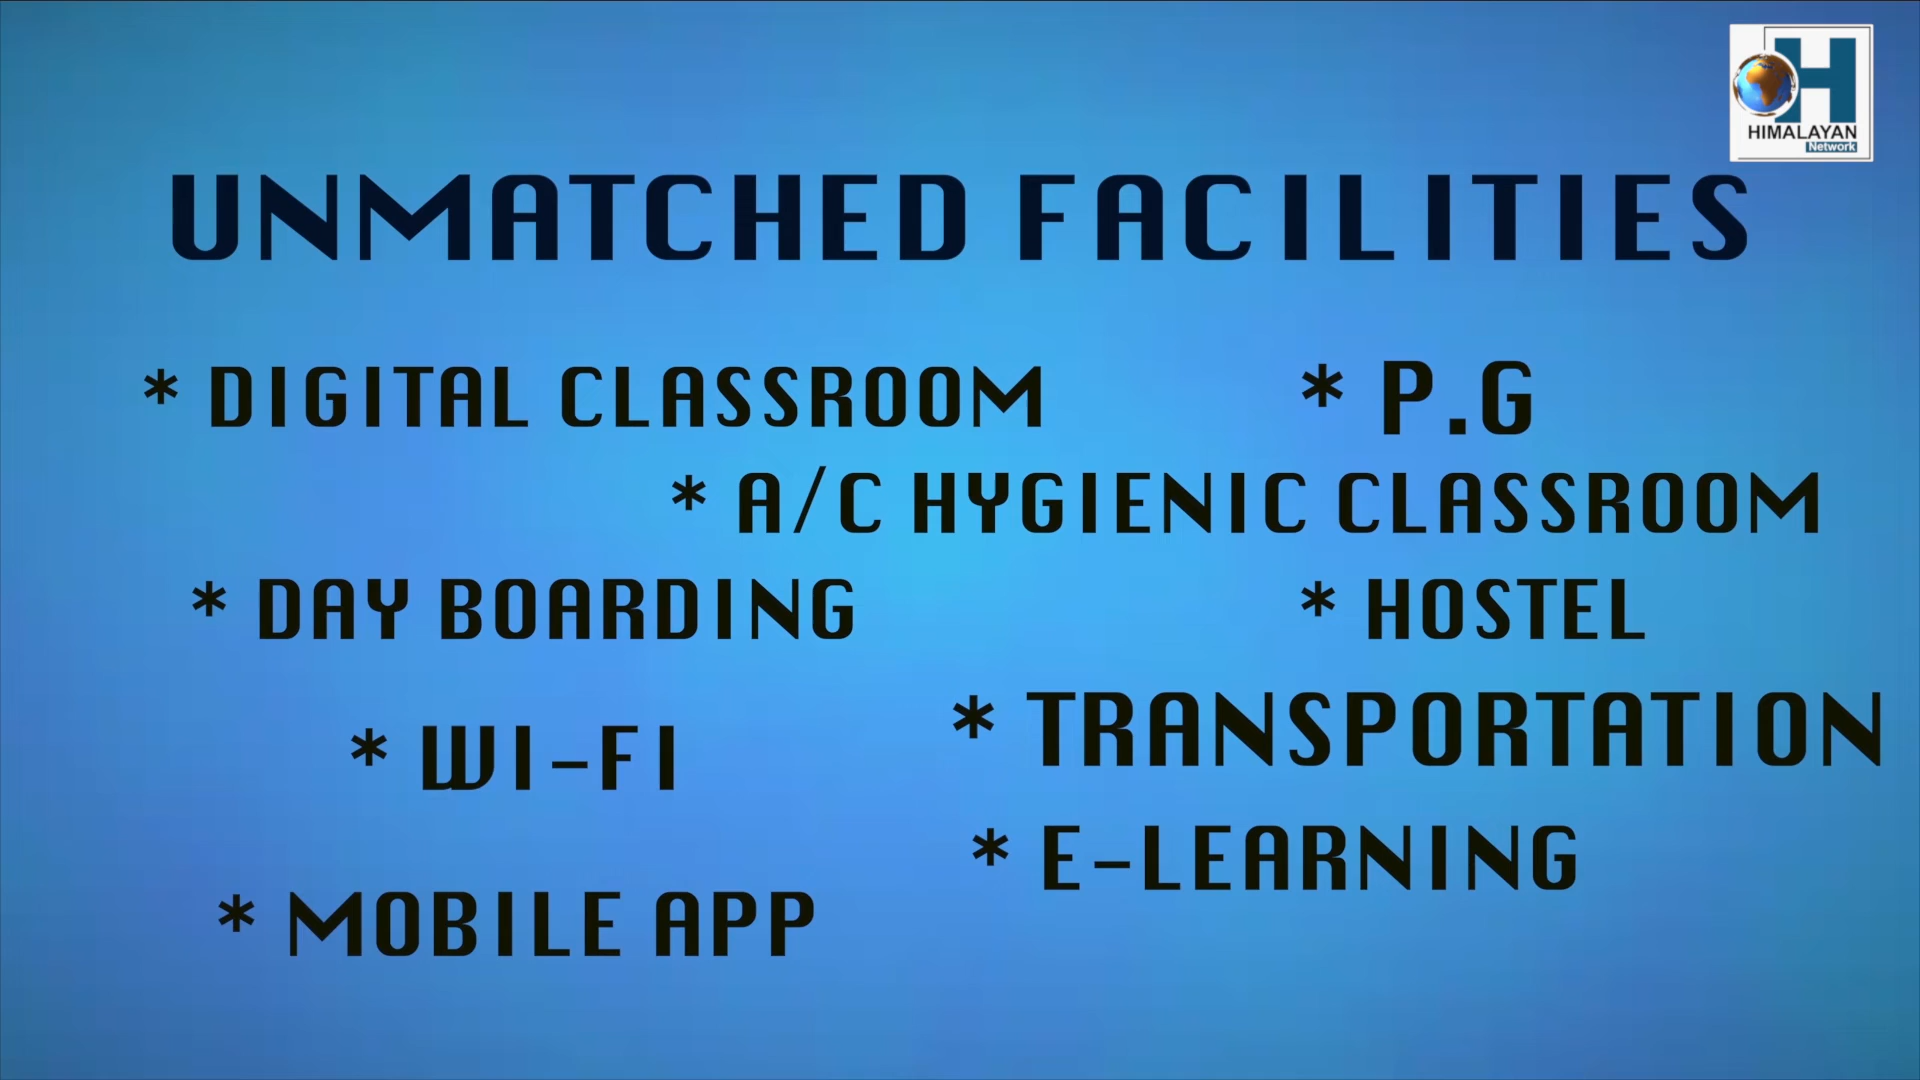 HIMALAYAN
Network
UNMATCHED FACILITIES
* DIGITAL CLASSROOM
* P.G
* A/C HYGIENIC CLASSROOM
* DAY BOARDING
* HOSTEL
* WI-FI
* TRANSPORTATION
* E-LEARNING
* MOBILE APP